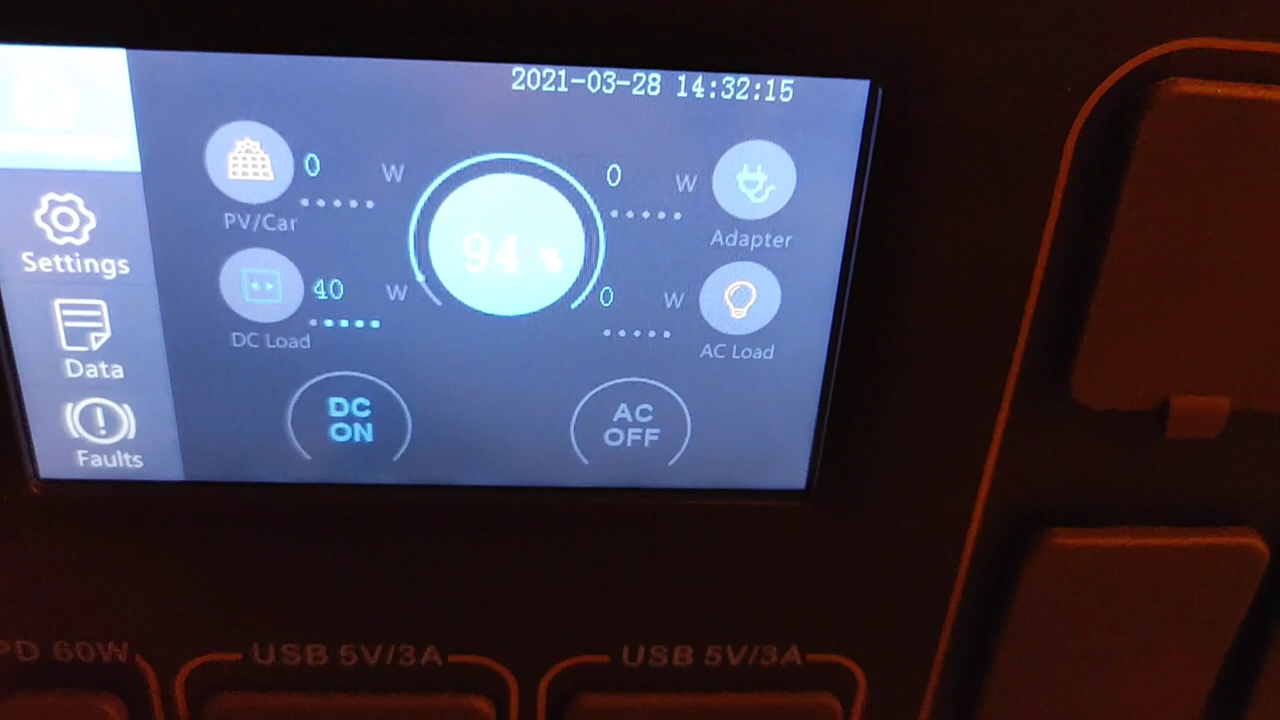 2021-03-28 14:32:15
0 W
PV/Car
94 %
0 W
Adapter
Settings
40 W
DC Load
0 W
AC Load
Data
DC
ON
AC
OFF
Faults
PD 60W
USB 5V/3A
USB 5V/3A